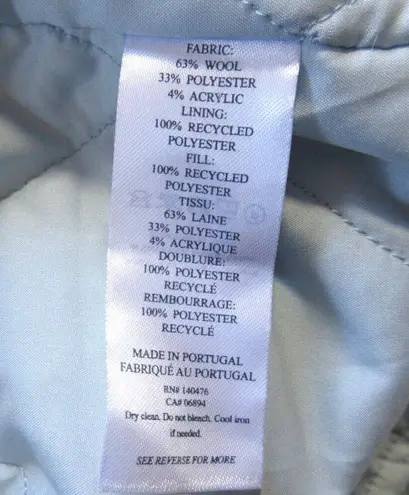 FABRIC:
63% WOOL
33% POLYESTER
4% ACRYLIC
LINING:
100% RECYCLED
POLYESTER
FILL:
100% RECYCLED
POLYESTER
TISSU:
63% LAINE
33% POLYESTER
4% ACRYLIQUE
DOUBLURE:
100% POLYESTER
RECYCLÉ
REMBOURRAGE:
100% POLYESTER
RECYCLÉ
MADE IN PORTUGAL
FABRIQUÉ AU PORTUGAL
RN# 140476
CA# 06894
Dry clean. Do not bleach. Cool iron
if needed.
SEE REVERSE FOR MORE